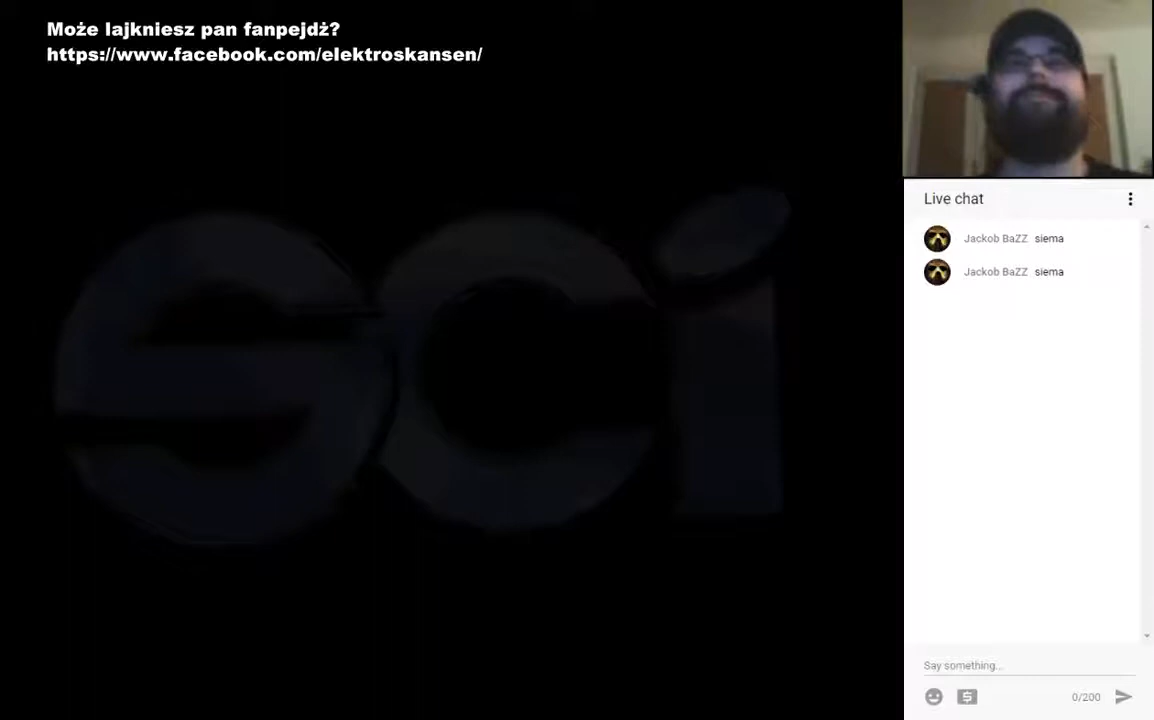 Może lajkniesz pan fanpejdż?
https://www.facebook.com/elektroskansen/
sci
Live chat
Jackob BaZZ siema
Jackob BaZZ siema
Say something...
0/200